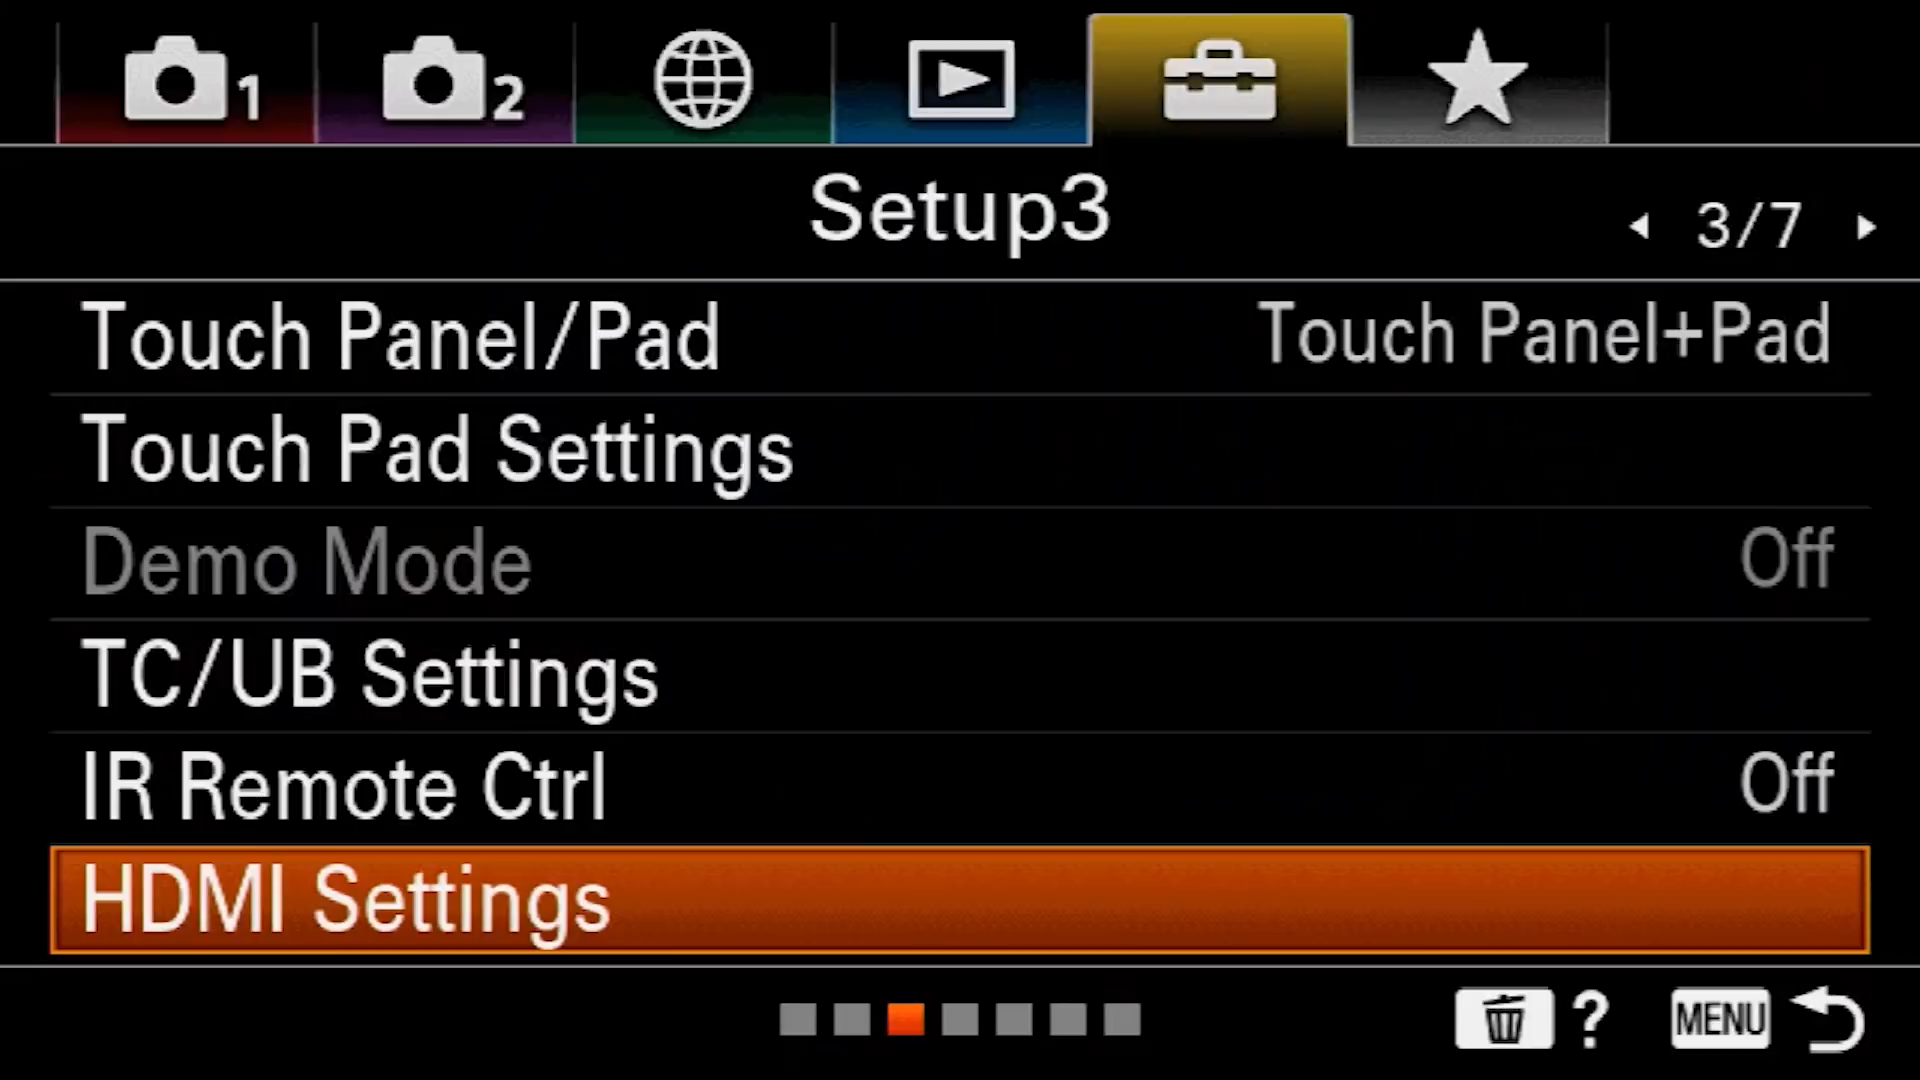 1 2
Setup3
3/7
Touch Panel/Pad Touch Panel+Pad
Touch Pad Settings
Demo Mode Off
TC/UB Settings
IR Remote Ctrl Off
HDMI Settings
? MENU